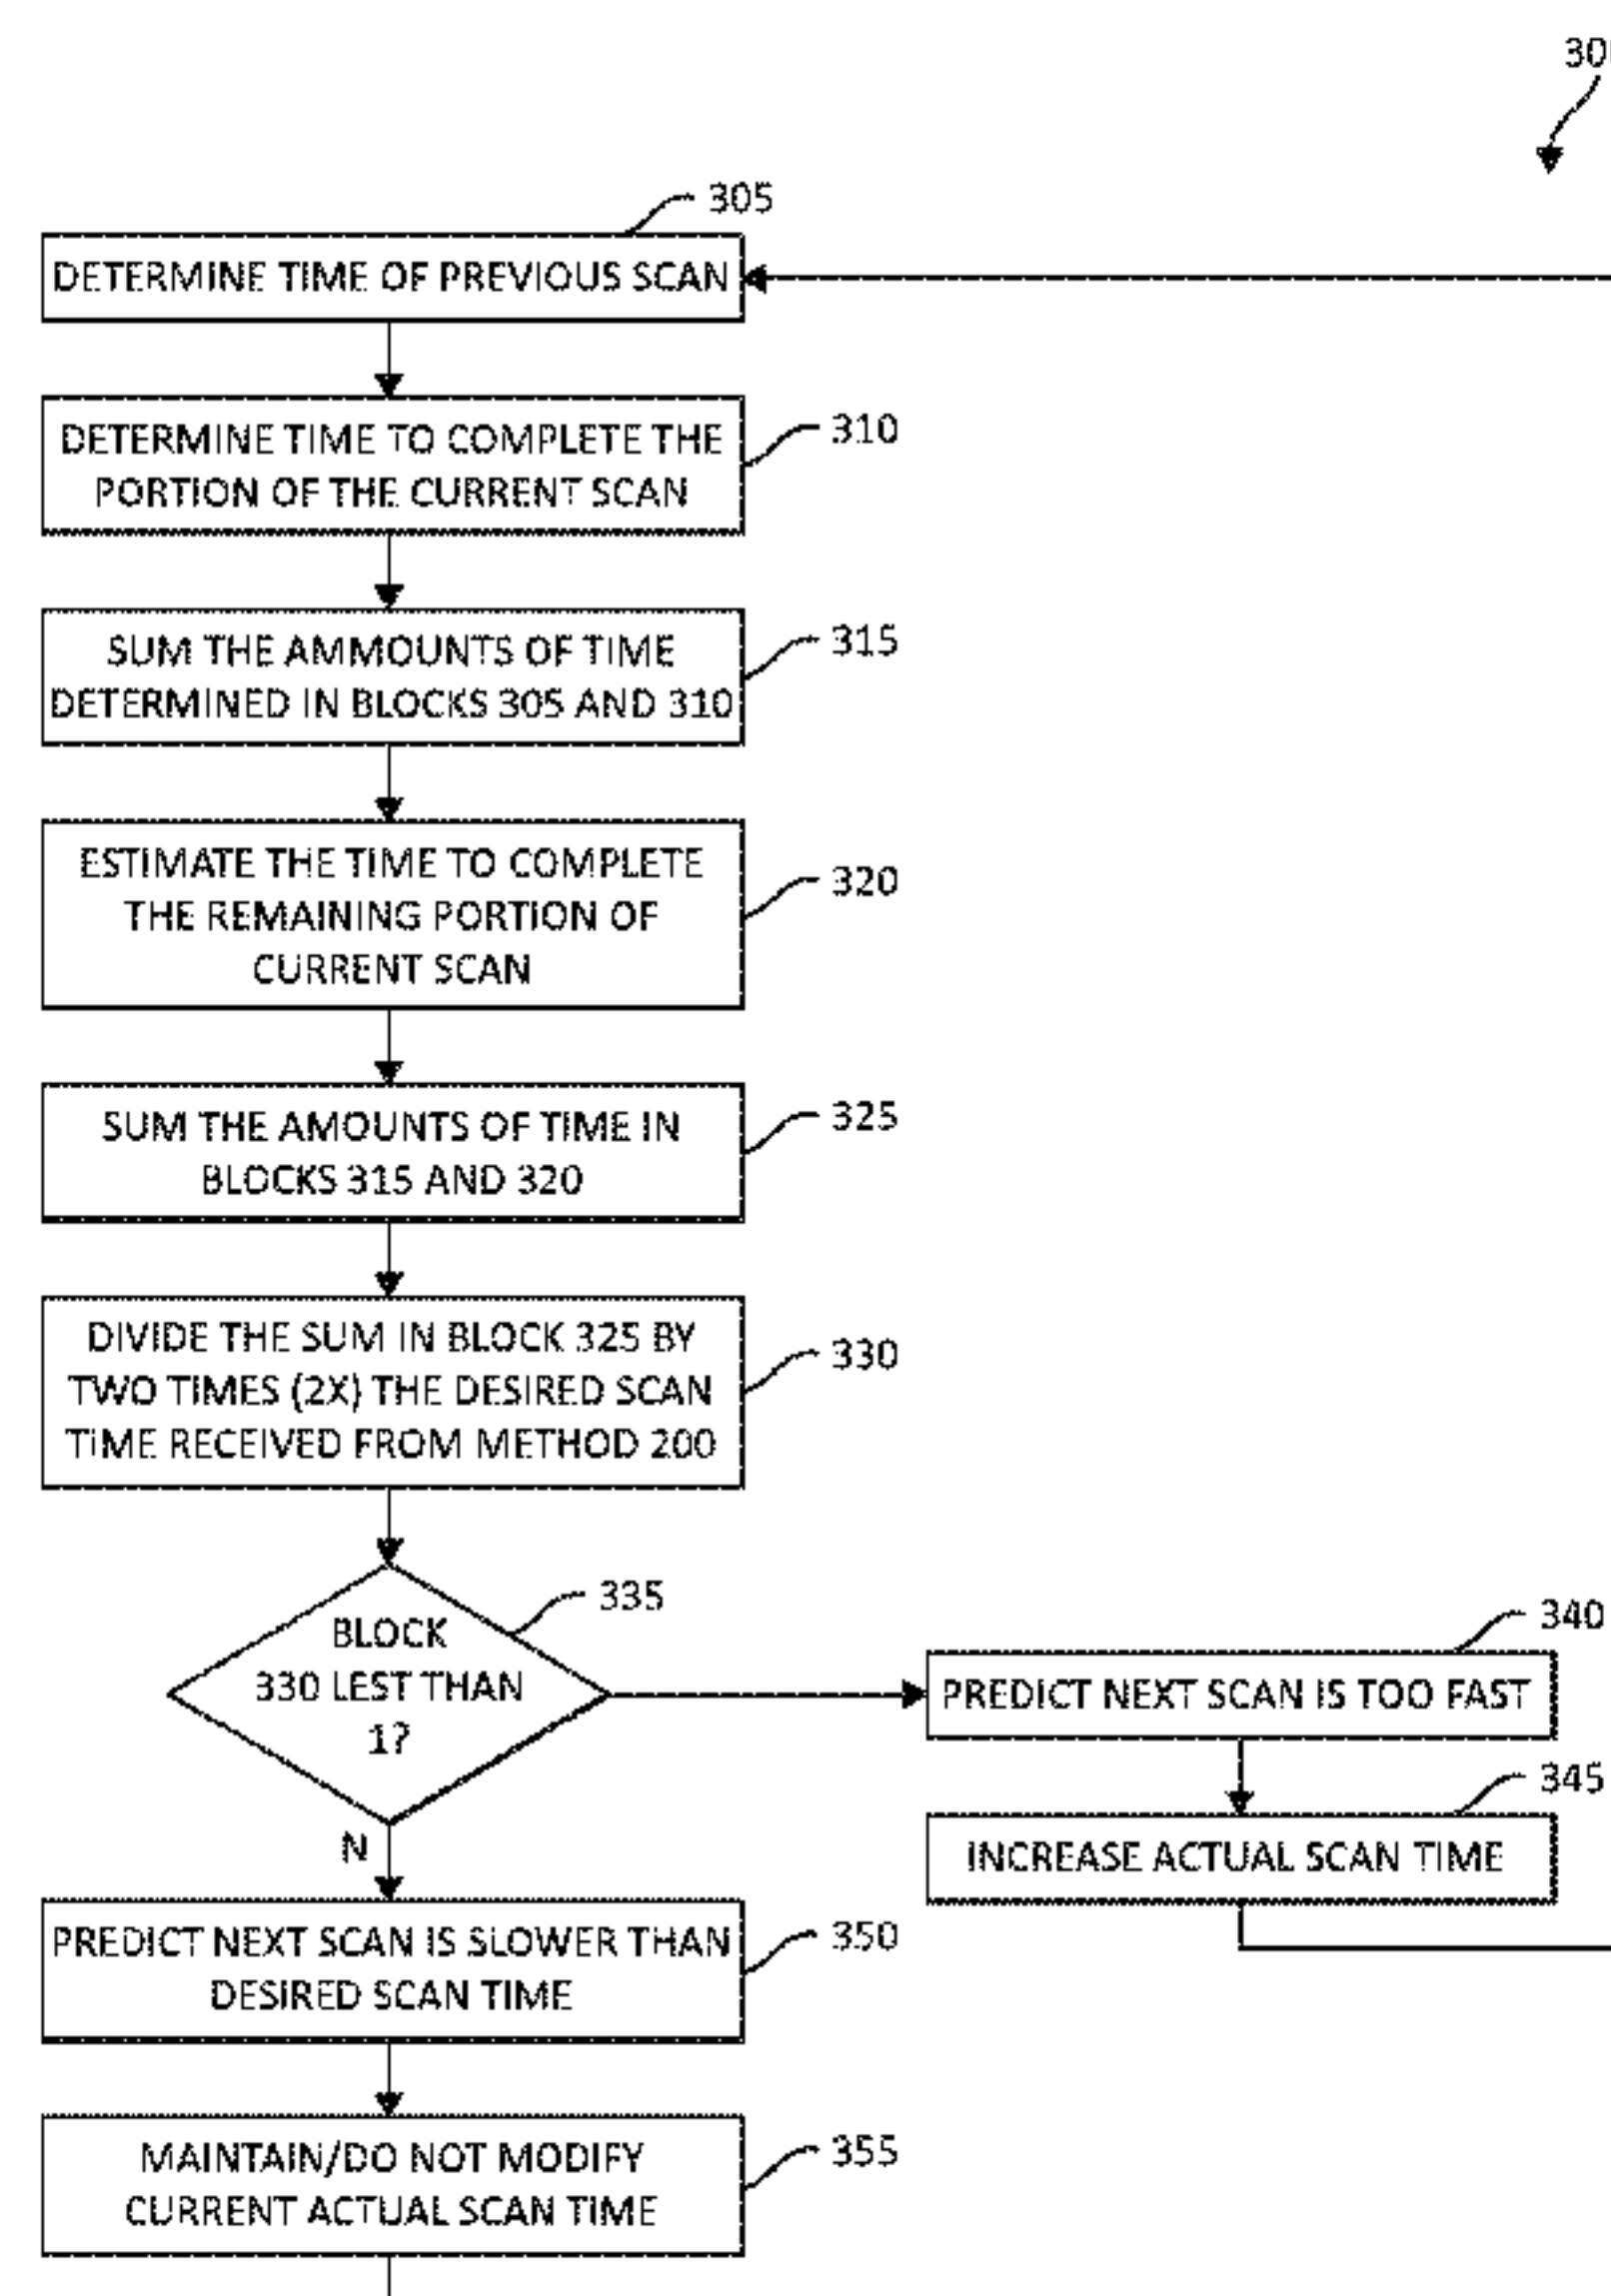 305
DETERMINE TIME OF PREVIOUS SCAN
DETERMINE TIME TO COMPLETE THE
PORTION OF THE CURRENT SCAN
310
SUM THE AMMOUNTS OF TIME
DETERMINED IN BLOCKS 305 AND 310
315
ESTIMATE THE TIME TO COMPLETE
THE REMAINING PORTION OF
CURRENT SCAN
320
SUM THE AMOUNTS OF TIME IN
BLOCKS 315 AND 320
325
DIVIDE THE SUM IN BLOCK 325 BY
TWO TIMES (2X) THE DESIRED SCAN
TIME RECEIVED FROM METHOD 200
330
335
BLOCK
330 LEST THAN
1?
340
PREDICT NEXT SCAN IS TOO FAST
345
INCREASE ACTUAL SCAN TIME
N
PREDICT NEXT SCAN IS SLOWER THAN
DESIRED SCAN TIME
350
MAINTAIN/DO NOT MODIFY
CURRENT ACTUAL SCAN TIME
355